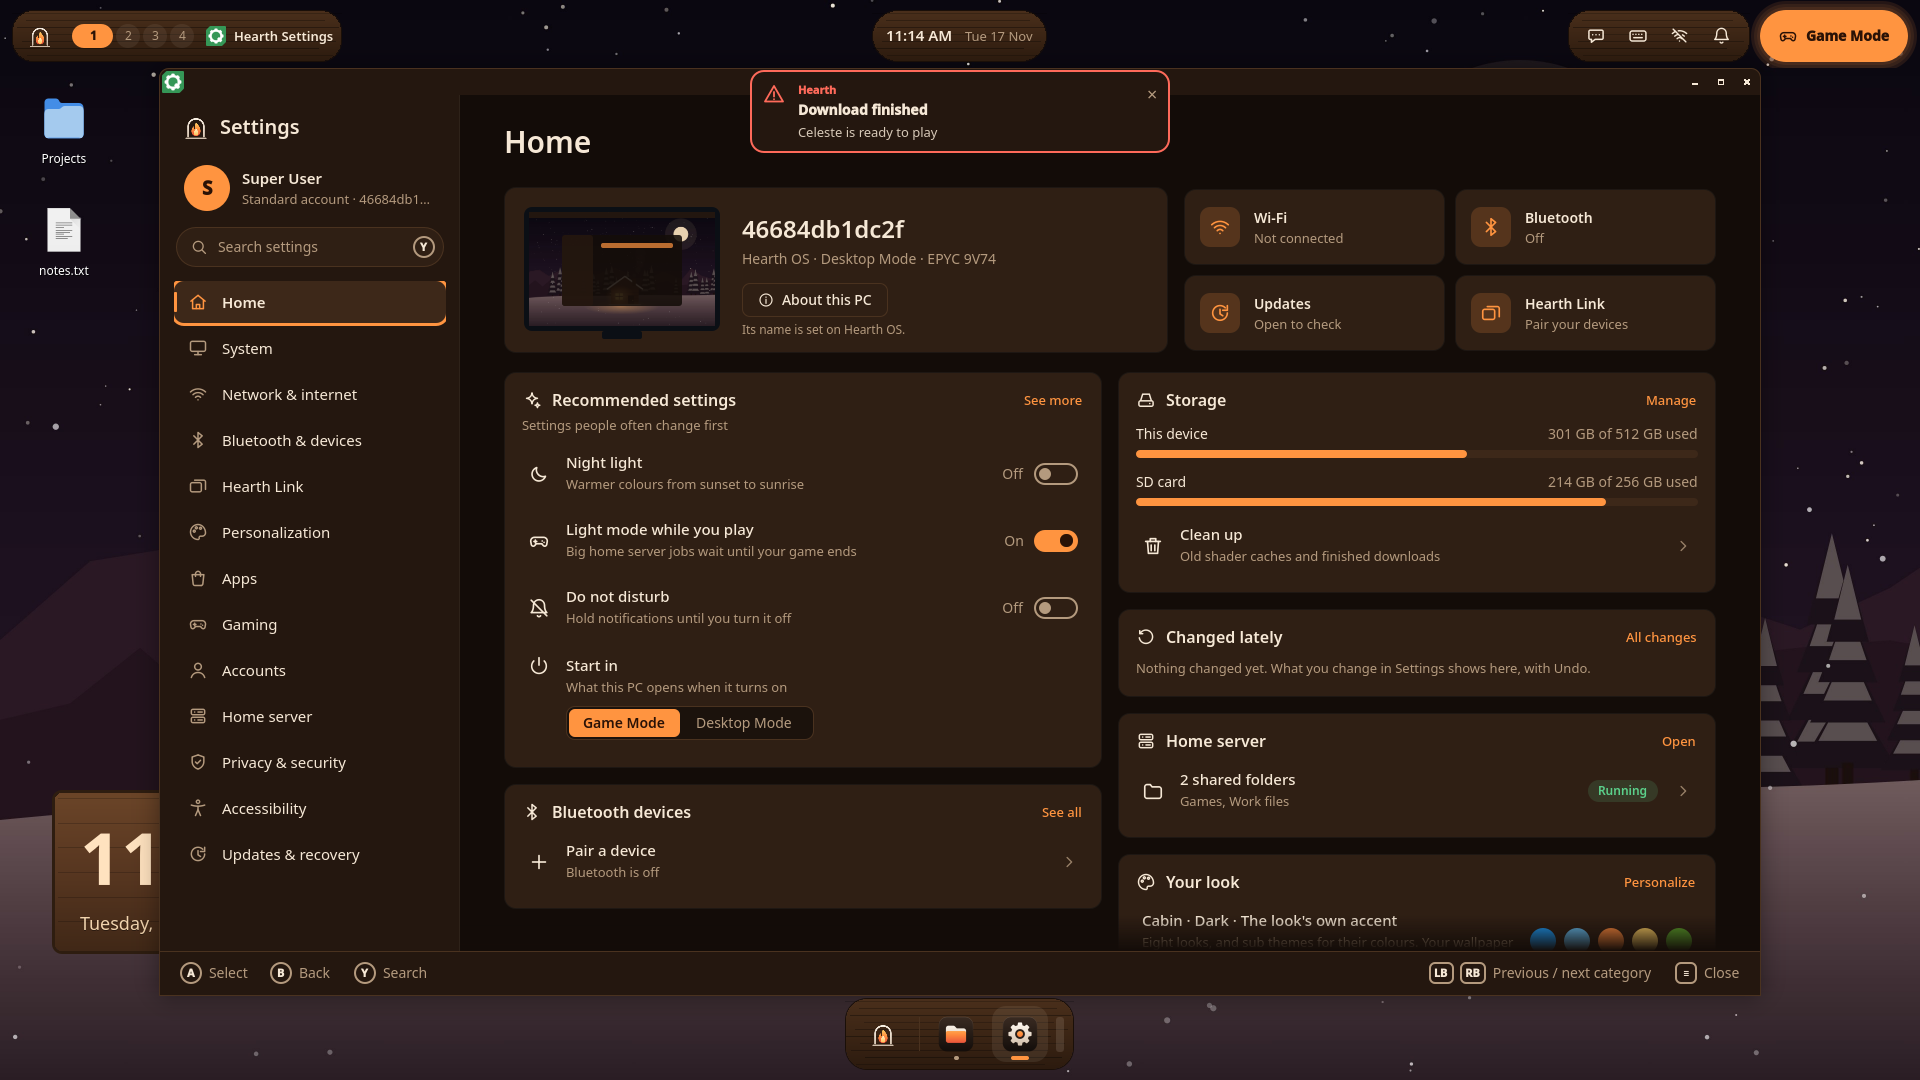 1 2 3 4 Hearth Settings
11:14 AM Tue 17 Nov
Game Mode
Projects
notes.txt
11
Tuesday,
Hearth
Download finished
Celeste is ready to play
Settings
S
Super User
Standard account · 46684db1...
Search settings Y
Home
System
Network & internet
Bluetooth & devices
Hearth Link
Personalization
Apps
Gaming
Accounts
Home server
Privacy & security
Accessibility
Updates & recovery
Home
46684db1dc2f
Hearth OS · Desktop Mode · EPYC 9V74
About this PC
Its name is set on Hearth OS.
Wi-Fi
Not connected
Bluetooth
Off
Updates
Open to check
Hearth Link
Pair your devices
Recommended settings See more
Settings people often change first
Night light
Warmer colours from sunset to sunrise
Off
Light mode while you play
Big home server jobs wait until your game ends
On
Do not disturb
Hold notifications until you turn it off
Off
Start in
What this PC opens when it turns on
Game Mode Desktop Mode
Bluetooth devices See all
Pair a device
Bluetooth is off
Storage Manage
This device 301 GB of 512 GB used
SD card 214 GB of 256 GB used
Clean up
Old shader caches and finished downloads
Changed lately All changes
Nothing changed yet. What you change in Settings shows here, with Undo.
Home server Open
2 shared folders
Games, Work files
Running
Your look Personalize
Cabin · Dark · The look's own accent
Eight looks, and sub themes for their colours. Your wallpaper
A Select B Back Y Search
LB RB Previous / next category Close